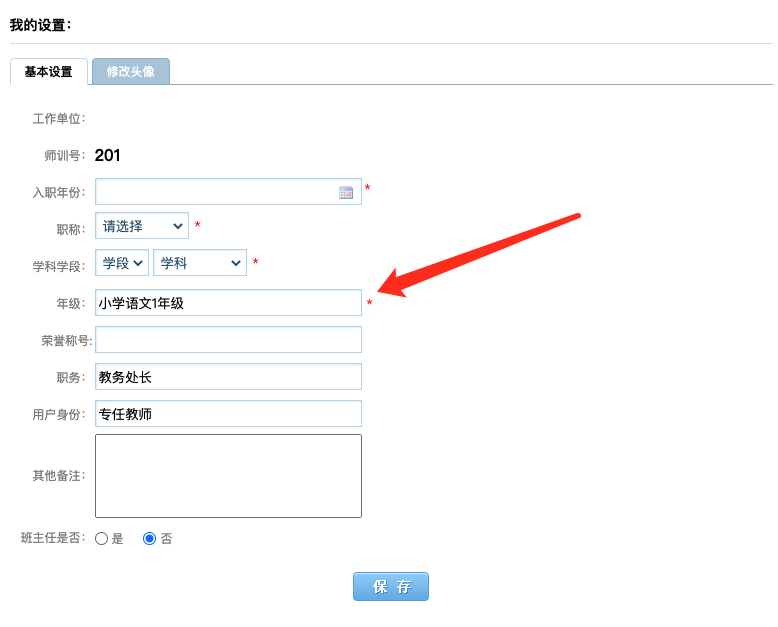 我的设置：
基本设置 修改头像
工作单位：
师训号： 201
入职年份： *
职称： 请选择 *
学科学段： 学段 学科 *
年级： 小学语文1年级 *
荣誉称号:
职务： 教务处长
用户身份： 专任教师
其他备注：
班主任是否： 是 否
保 存